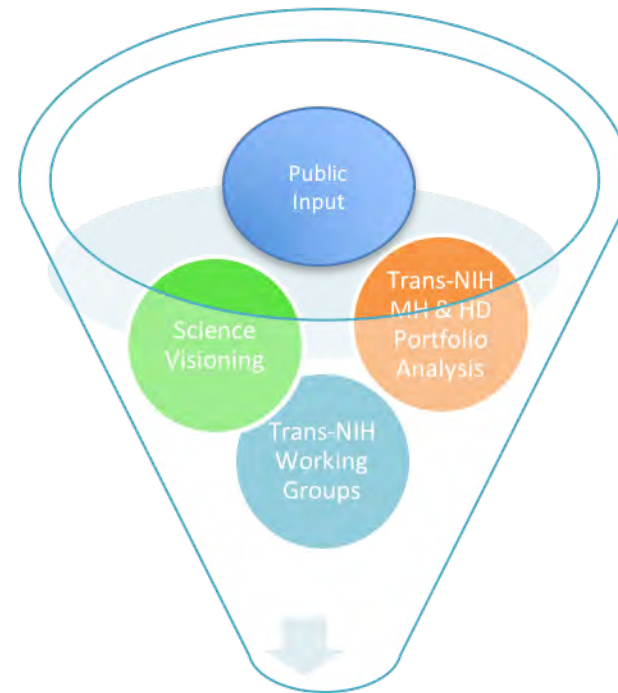 Public
Input
Trans-NIH
MH & HD
Portfolio
Analysis
Science
Visioning
Trans-NIH
Working
Groups